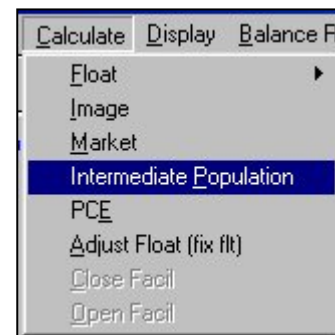 Calculate Display Balance F
Float
Image
Market
Intermediate Population
PCE
Adjust Float (fix flt)
Close Facil
Open Facil